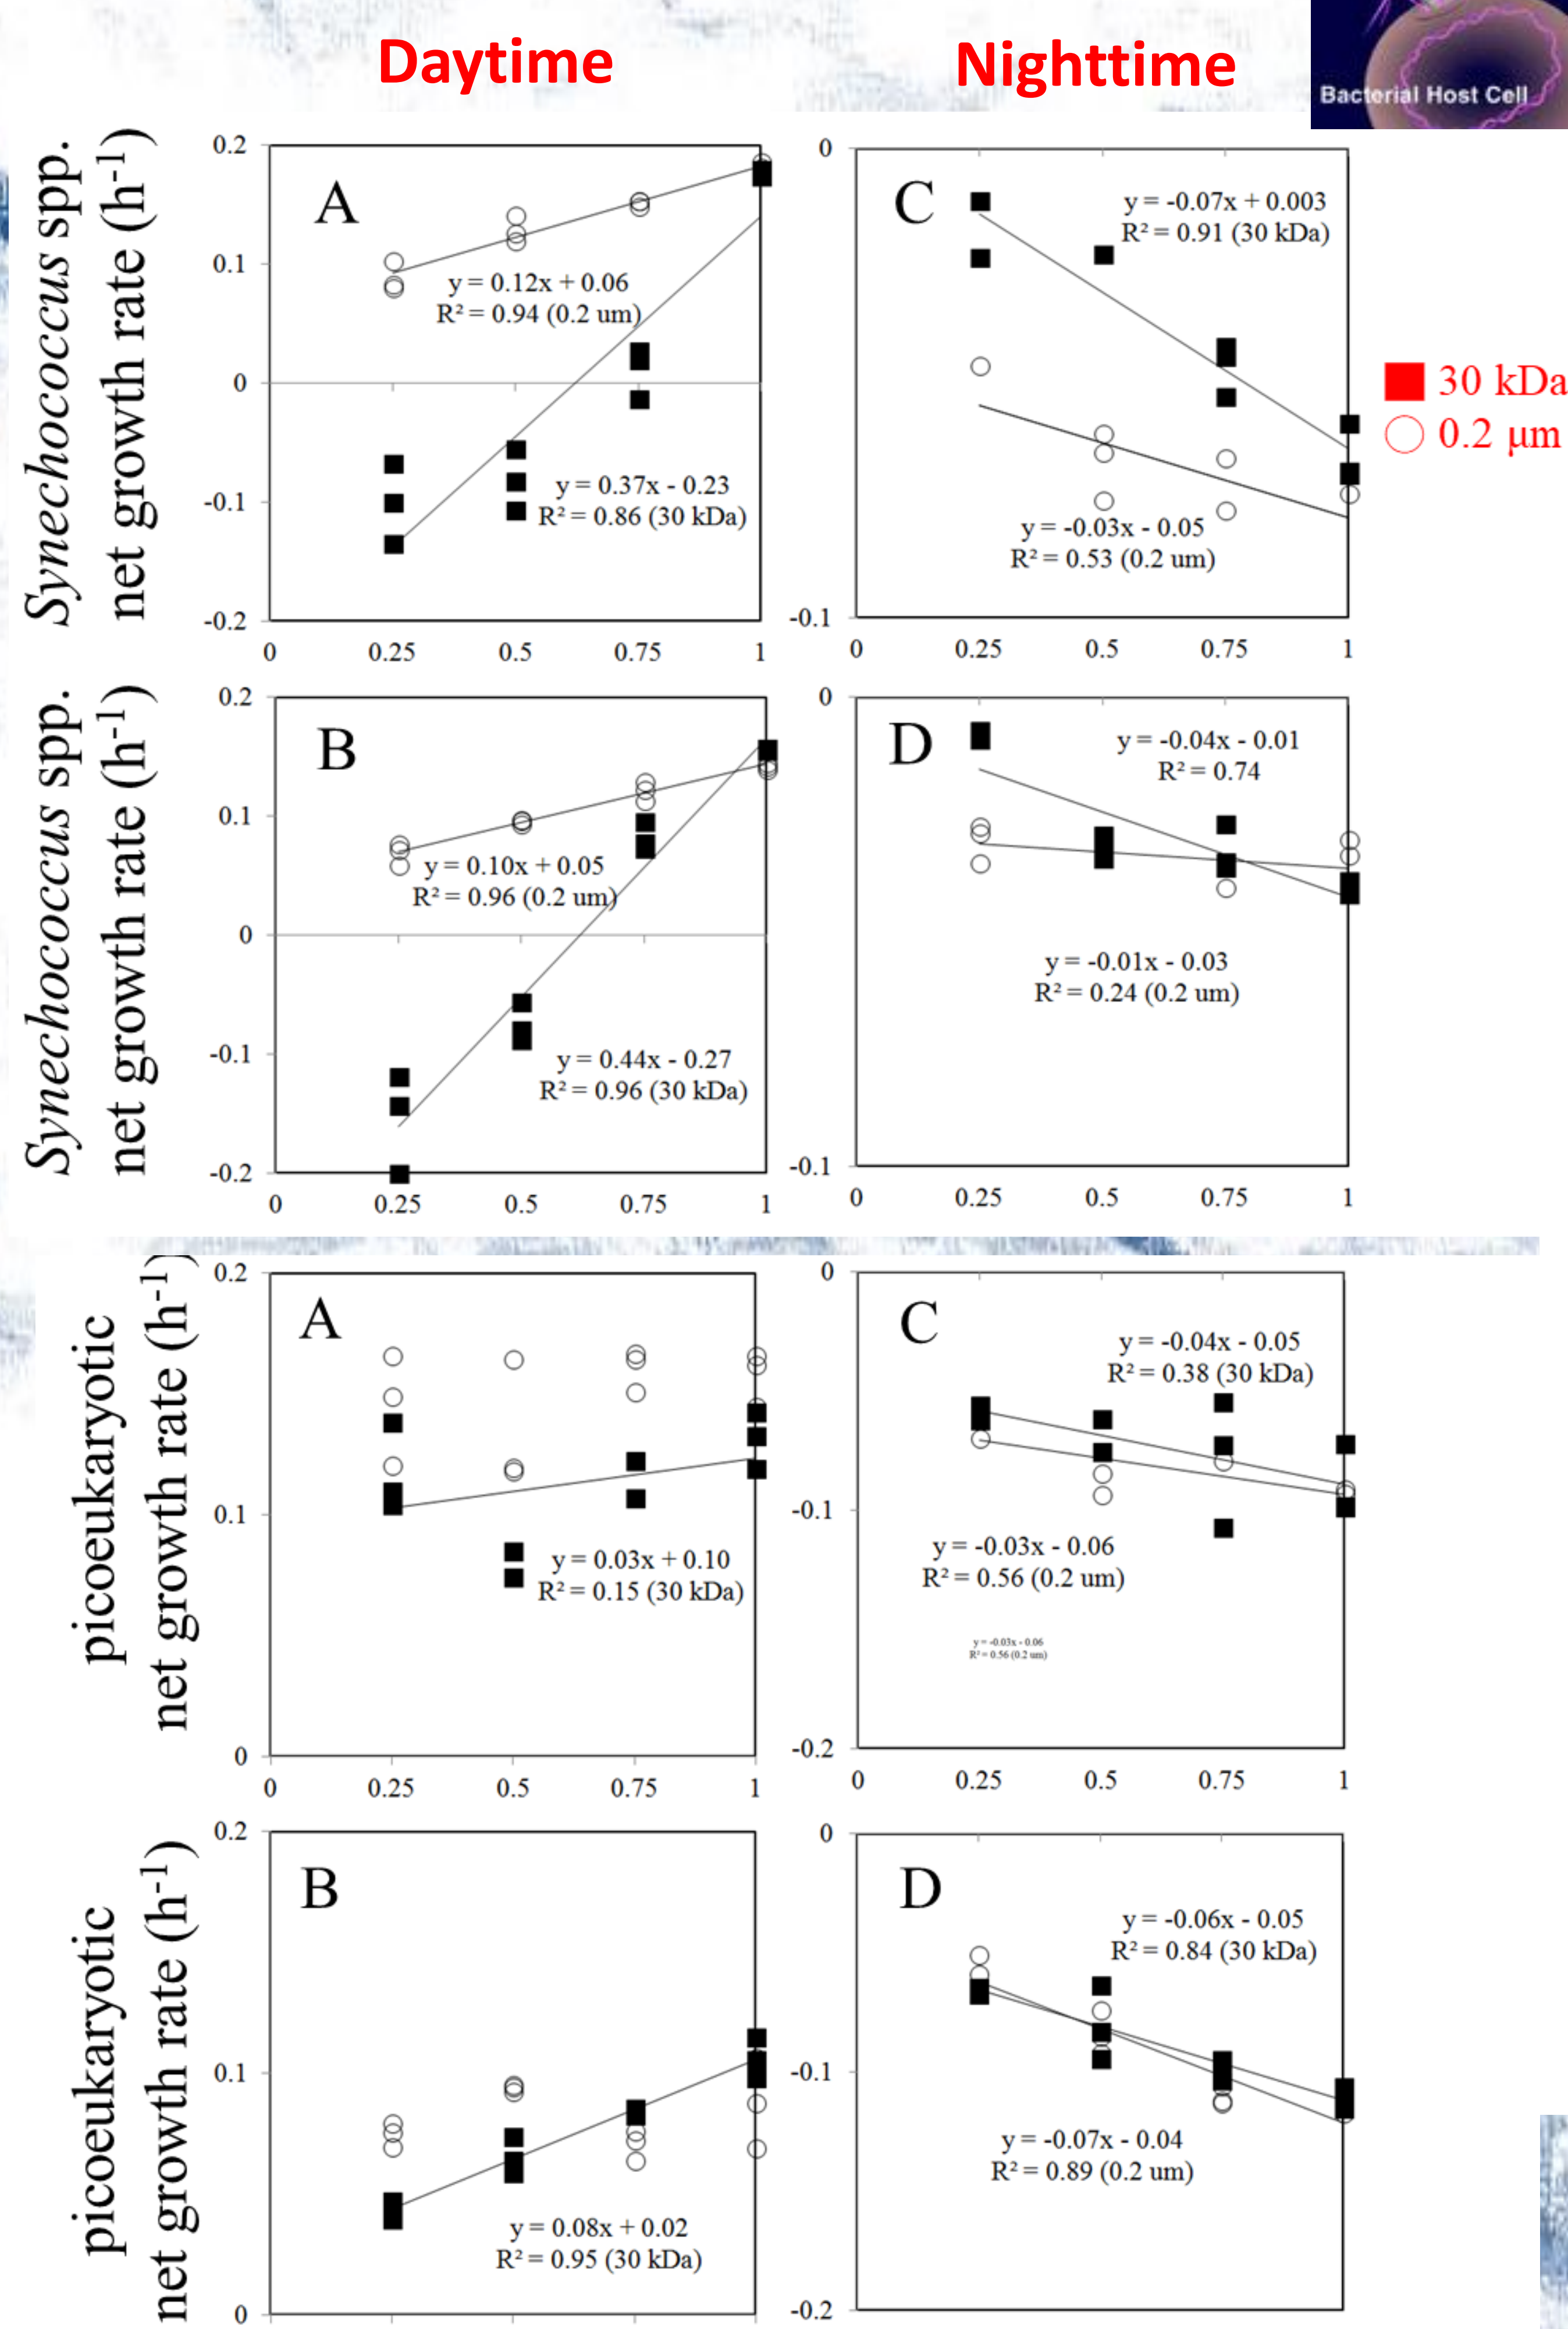 Daytime
Nighttime
Bacterial Host Cell
Synechococcus spp.
net growth rate (h-1)
0.2
0.1
0
-0.1
-0.2
A
y = 0.12x + 0.06
R² = 0.94 (0.2 um)
y = 0.37x - 0.23
R² = 0.86 (30 kDa)
0 0.25 0.5 0.75 1
0
-0.1
C
y = -0.07x + 0.003
R² = 0.91 (30 kDa)
y = -0.03x - 0.05
R² = 0.53 (0.2 um)
0 0.25 0.5 0.75 1
30 kDa
0.2 μm
Synechococcus spp.
net growth rate (h-1)
0.2
0.1
0
-0.1
-0.2
B
y = 0.10x + 0.05
R² = 0.96 (0.2 um)
y = 0.44x - 0.27
R² = 0.96 (30 kDa)
0 0.25 0.5 0.75 1
0
-0.1
D
y = -0.04x - 0.01
R² = 0.74
y = -0.01x - 0.03
R² = 0.24 (0.2 um)
0 0.25 0.5 0.75 1
picoeukaryotic
net growth rate (h-1)
0.2
0.1
0
A
y = 0.03x + 0.10
R² = 0.15 (30 kDa)
0 0.25 0.5 0.75 1
0
-0.1
-0.2
C
y = -0.04x - 0.05
R² = 0.38 (30 kDa)
y = -0.03x - 0.06
R² = 0.56 (0.2 um)
y = -0.03x - 0.06
R² = 0.56 (0.2 um)
0 0.25 0.5 0.75 1
picoeukaryotic
net growth rate (h-1)
0.2
0.1
0
B
y = 0.08x + 0.02
R² = 0.95 (30 kDa)
0
-0.1
-0.2
D
y = -0.06x - 0.05
R² = 0.84 (30 kDa)
y = -0.07x - 0.04
R² = 0.89 (0.2 um)